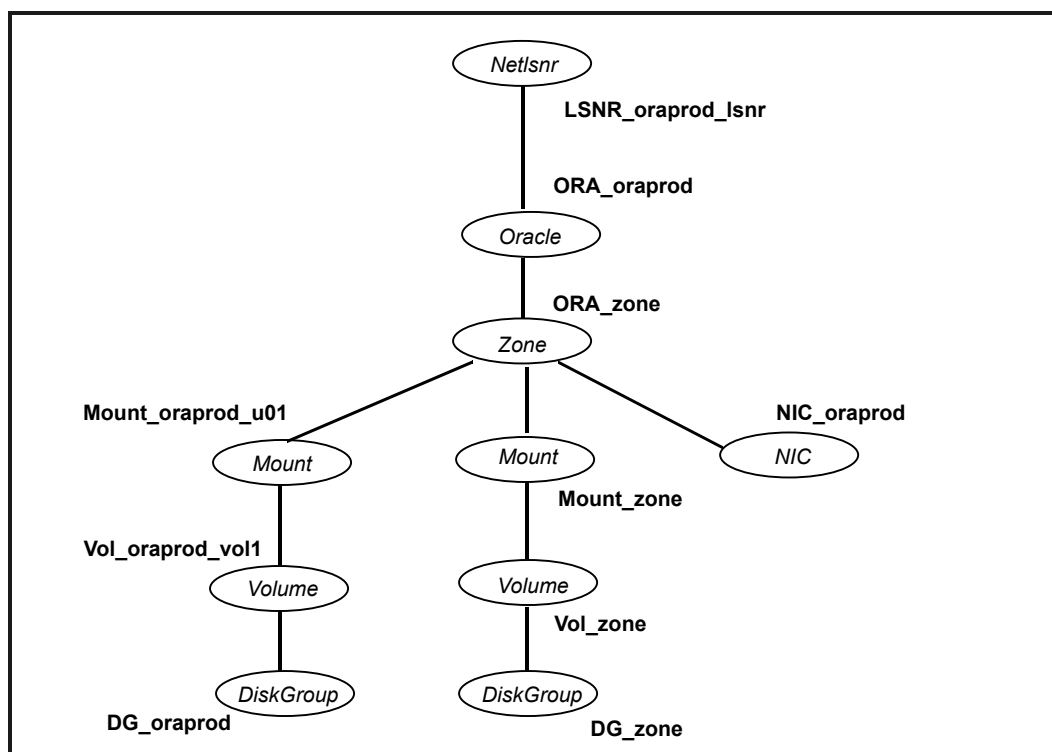 Netlsnr
LSNR_oraprod_lsnr
ORA_oraprod
Oracle
ORA_zone
Zone
Mount_oraprod_u01
NIC_oraprod
Mount
Mount
NIC
Mount_zone
Vol_oraprod_vol1
Volume
Volume
Vol_zone
DiskGroup
DiskGroup
DG_oraprod
DG_zone